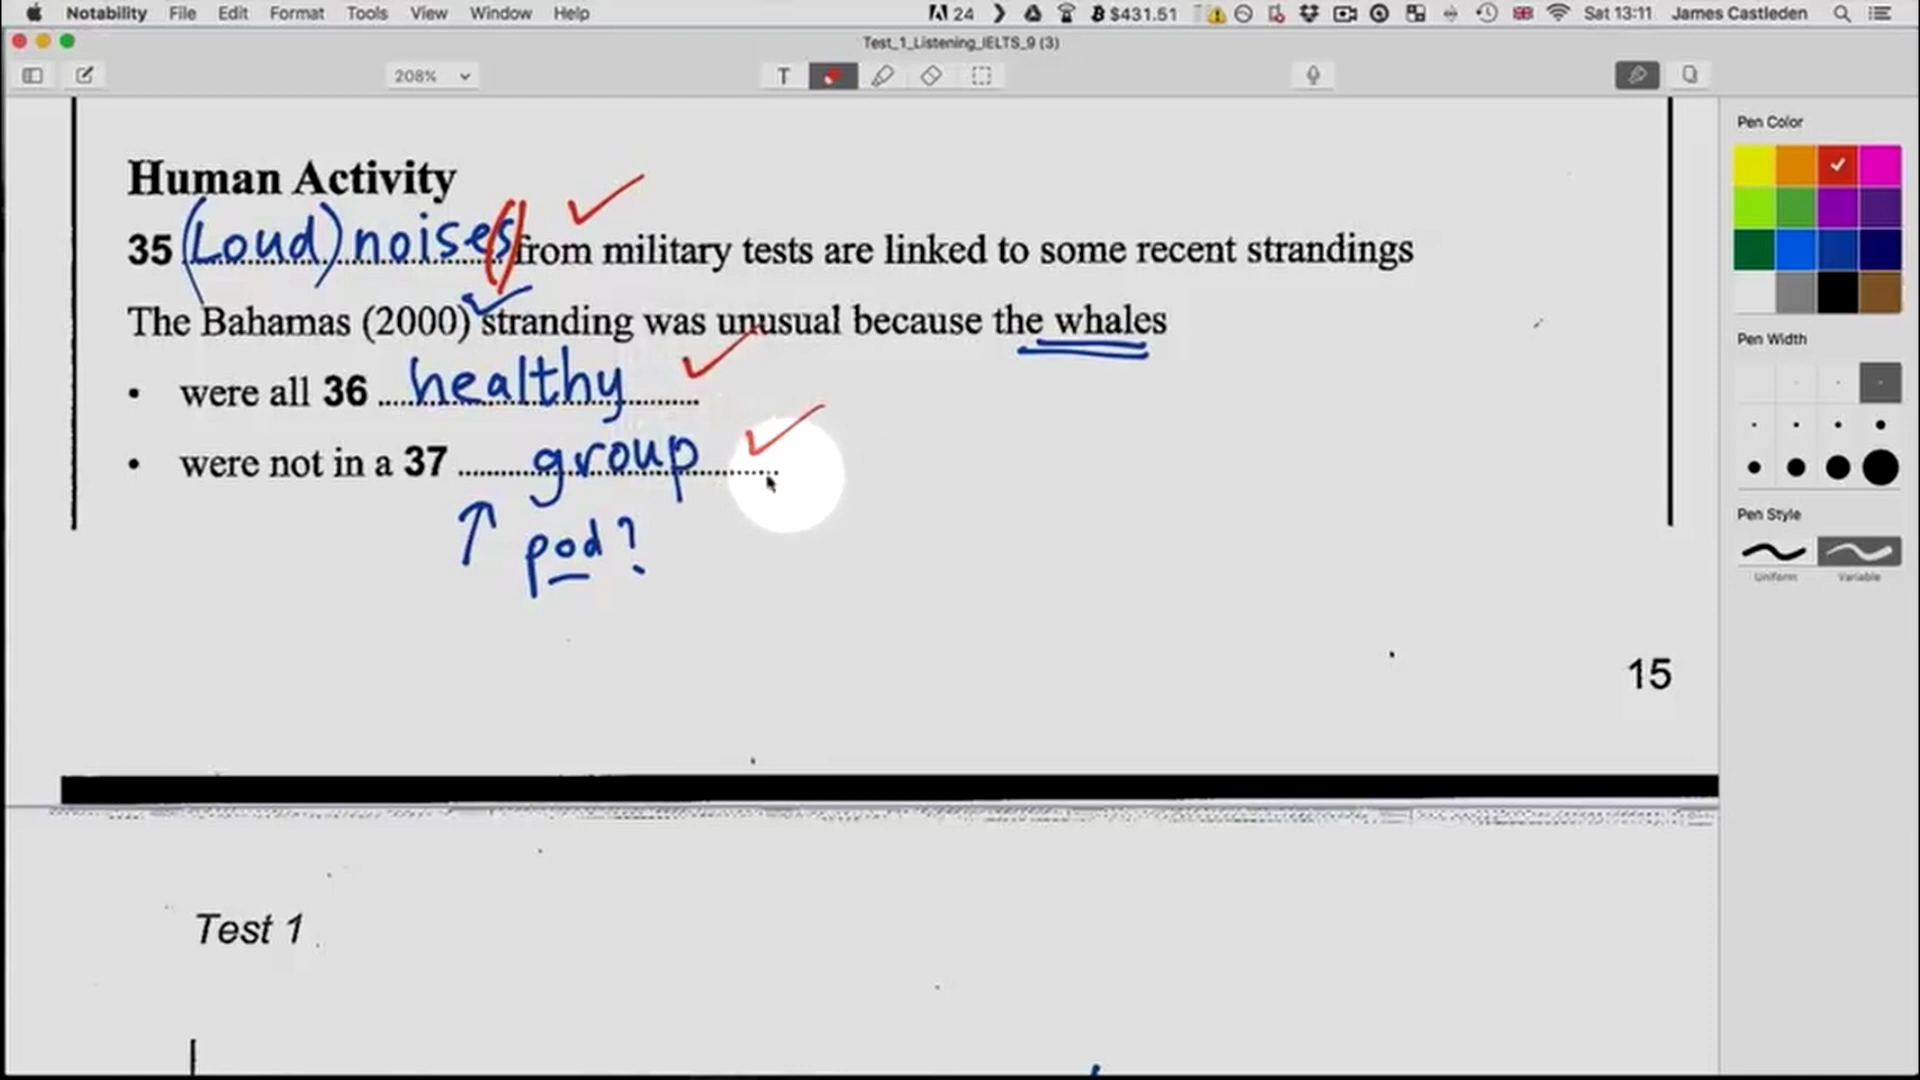 Notability File Edit Format Tools View Window Help 24 $431.51 Sat 13:11 James Castleden
Test_1_Listening_IELTS_9 (3)
208% T
Pen Color
Human Activity
35 (Loud) noise(s) from military tests are linked to some recent strandings
The Bahamas (2000) stranding was unusual because the whales
Pen Width
• were all 36 healthy
• were not in a 37 group
pod?
Pen Style
Uniform Variable
15
Test 1